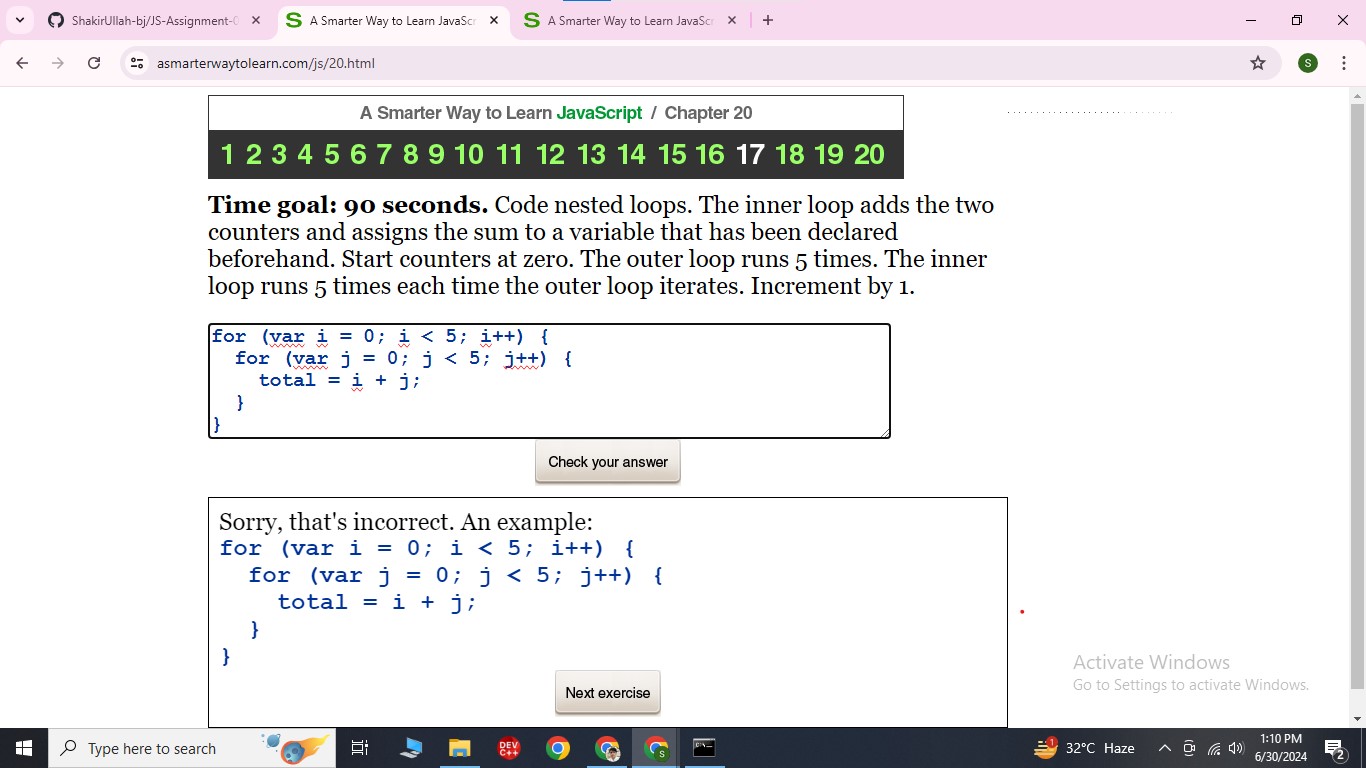 ShakirUllah-bj/JS-Assignment-0
A Smarter Way to Learn JavaScr
A Smarter Way to Learn JavaScr
asmarterwaytolearn.com/js/20.html
S
A Smarter Way to Learn JavaScript / Chapter 20
1 2 3 4 5 6 7 8 9 10 11 12 13 14 15 16 17 18 19 20
Time goal: 90 seconds. Code nested loops. The inner loop adds the two
counters and assigns the sum to a variable that has been declared
beforehand. Start counters at zero. The outer loop runs 5 times. The inner
loop runs 5 times each time the outer loop iterates. Increment by 1.
for (var i = 0; i < 5; i++) {
for (var j = 0; j < 5; j++) {
total = i + j;
}
}
Check your answer
Sorry, that's incorrect. An example:
for (var i = 0; i < 5; i++) {
for (var j = 0; j < 5; j++) {
total = i + j;
}
}
Next exercise
Activate Windows
Go to Settings to activate Windows.
Type here to search
DEV C++
S
1
32°C Haze
1:10 PM
6/30/2024
2